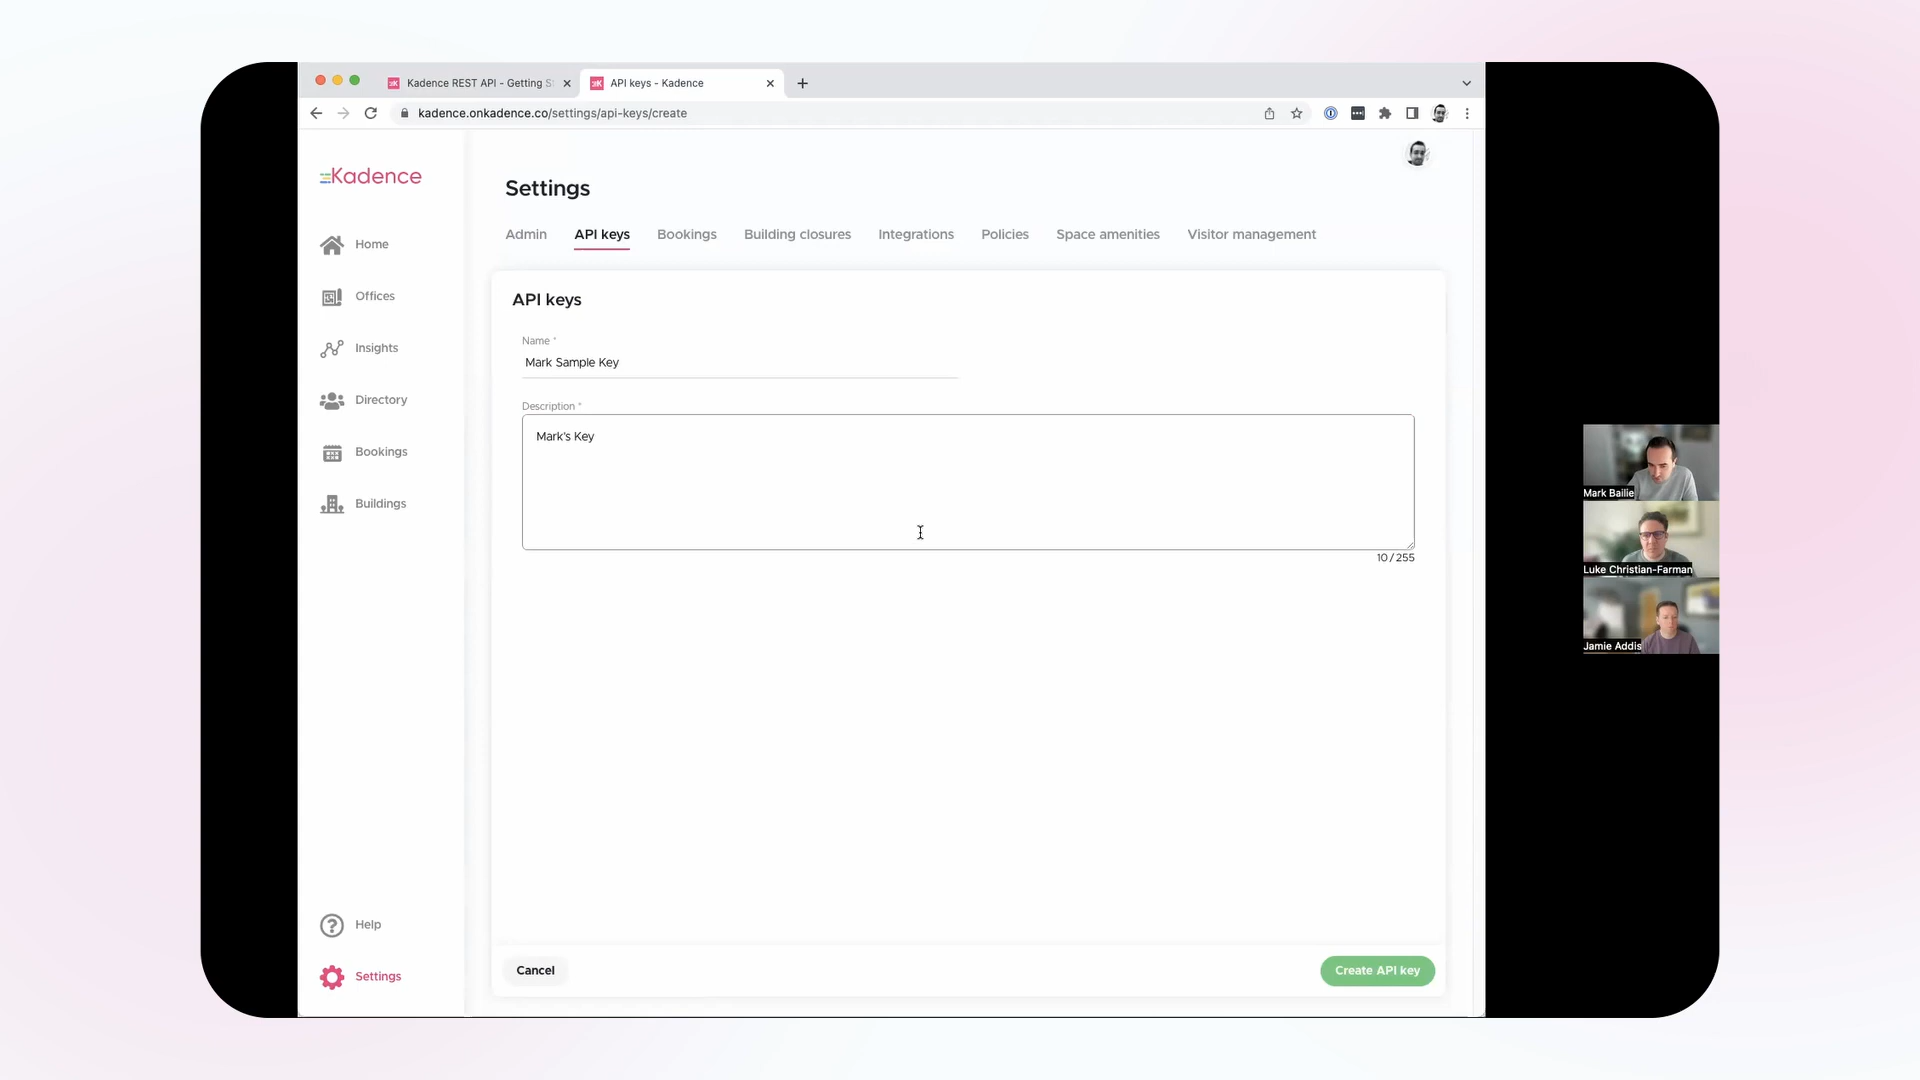 Kadence REST API - Getting S
API keys - Kadence
kadence.onkadence.co/settings/api-keys/create
Kadence
Home
Offices
Insights
Directory
Bookings
Buildings
Help
Settings
Settings
Admin API keys Bookings Building closures Integrations Policies Space amenities Visitor management
API keys
Name *
Mark Sample Key
Description *
Mark's Key
10 / 255
Cancel
Create API key
Mark Bailie
Luke Christian-Farman
Jamie Addis